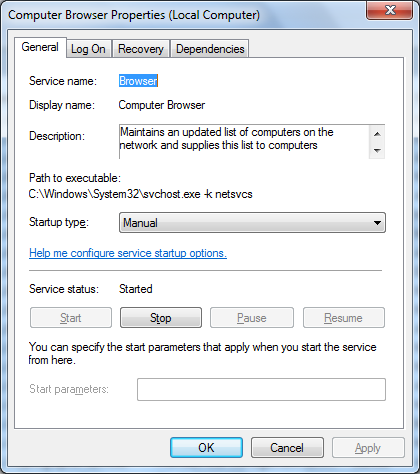 Computer Browser Properties (Local Computer)
General Log On Recovery Dependencies
Service name: Browser
Display name: Computer Browser
Description: Maintains an updated list of computers on the
network and supplies this list to computers
Path to executable:
C:\Windows\System32\svchost.exe -k netsvcs
Startup type: Manual
Help me configure service startup options.
Service status: Started
Start Stop Pause Resume
You can specify the start parameters that apply when you start the service
from here.
Start parameters:
OK Cancel Apply